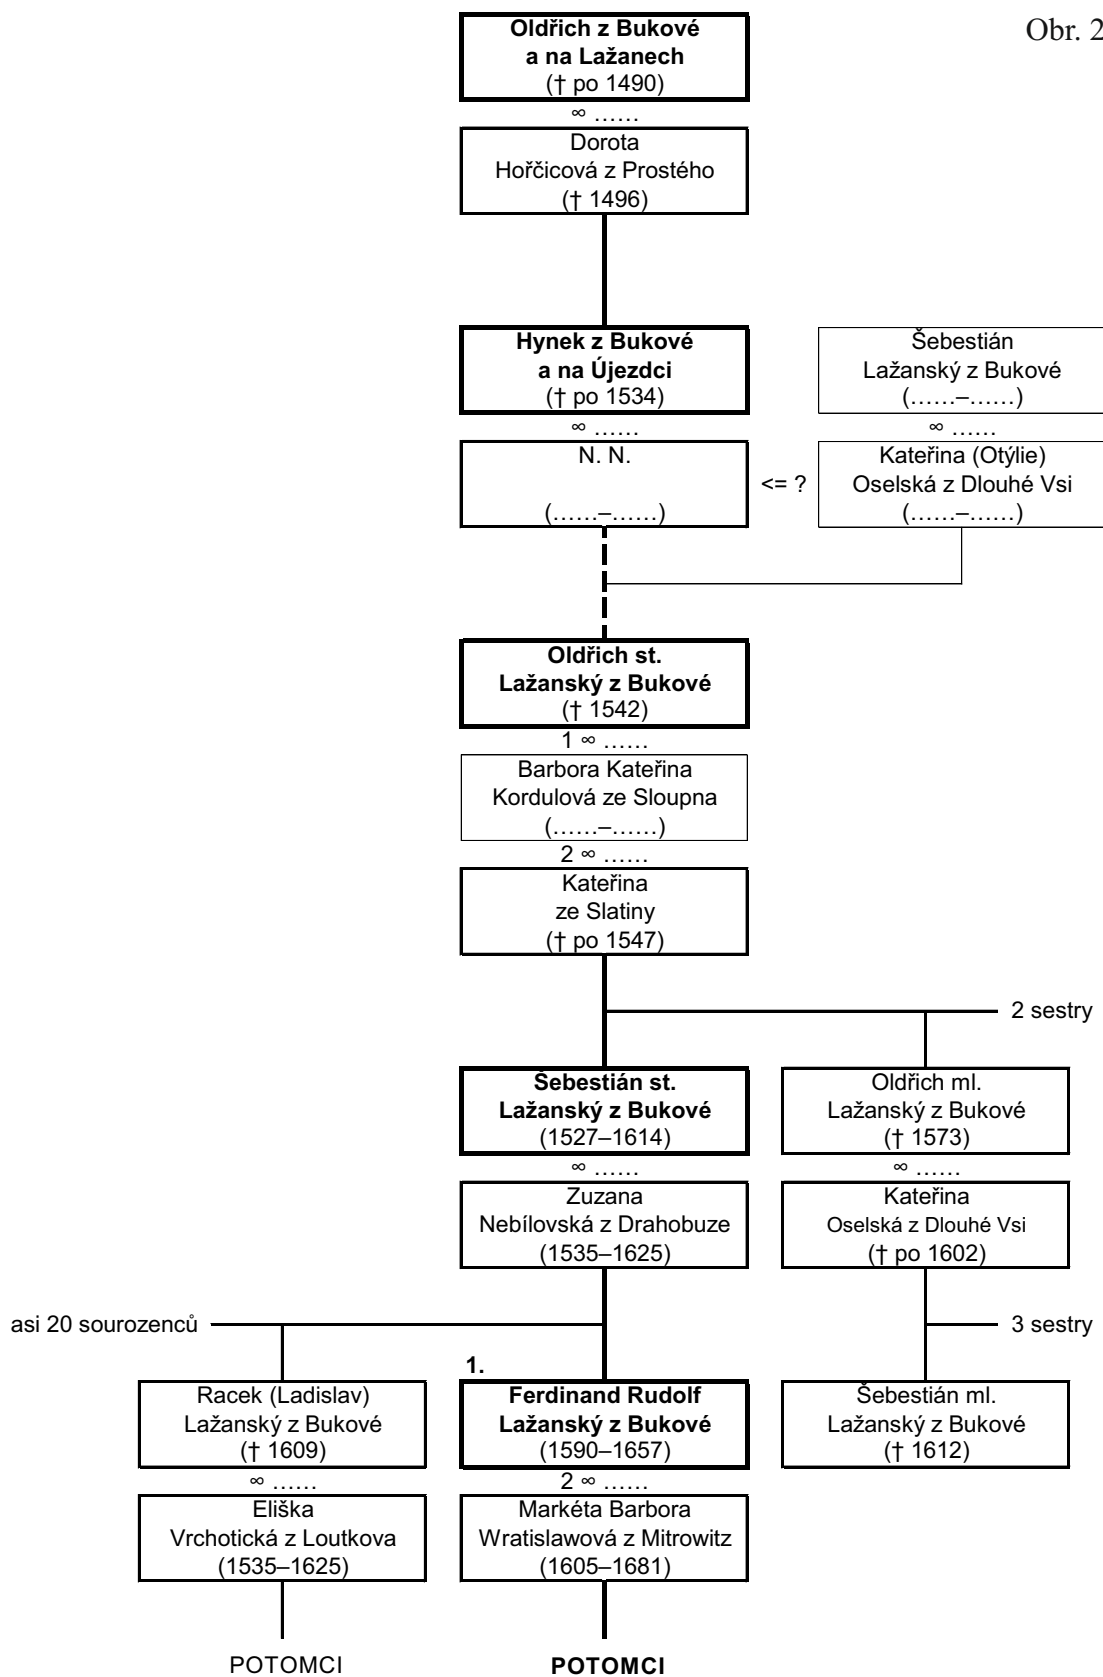 Obr. 2
Oldřich z Bukové
a na Lažanech
(† po 1490)
∞ ......
Dorota
Hořčicová z Prostého
(† 1496)
Hynek z Bukové
a na Újezdci
(† po 1534)
∞ ......
N. N.
(......–......)
<= ?
Šebestián
Lažanský z Bukové
(......–......)
∞ ......
Kateřina (Otýlie)
Oselská z Dlouhé Vsi
(......–......)
Oldřich st.
Lažanský z Bukové
(† 1542)
1 ∞ ......
Barbora Kateřina
Kordulová ze Sloupna
(......–......)
2 ∞ ......
Kateřina
ze Slatiny
(† po 1547)
2 sestry
Šebestián st.
Lažanský z Bukové
(1527–1614)
∞ ......
Zuzana
Nebílovská z Drahobuze
(1535–1625)
Oldřich ml.
Lažanský z Bukové
(† 1573)
∞ ......
Kateřina
Oselská z Dlouhé Vsi
(† po 1602)
asi 20 sourozenců
3 sestry
Racek (Ladislav)
Lažanský z Bukové
(† 1609)
∞ ......
Eliška
Vrchotická z Loutkova
(1535–1625)
POTOMCI
1.
Ferdinand Rudolf
Lažanský z Bukové
(1590–1657)
2 ∞ ......
Markéta Barbora
Wratislawová z Mitrowitz
(1605–1681)
POTOMCI
Šebestián ml.
Lažanský z Bukové
(† 1612)